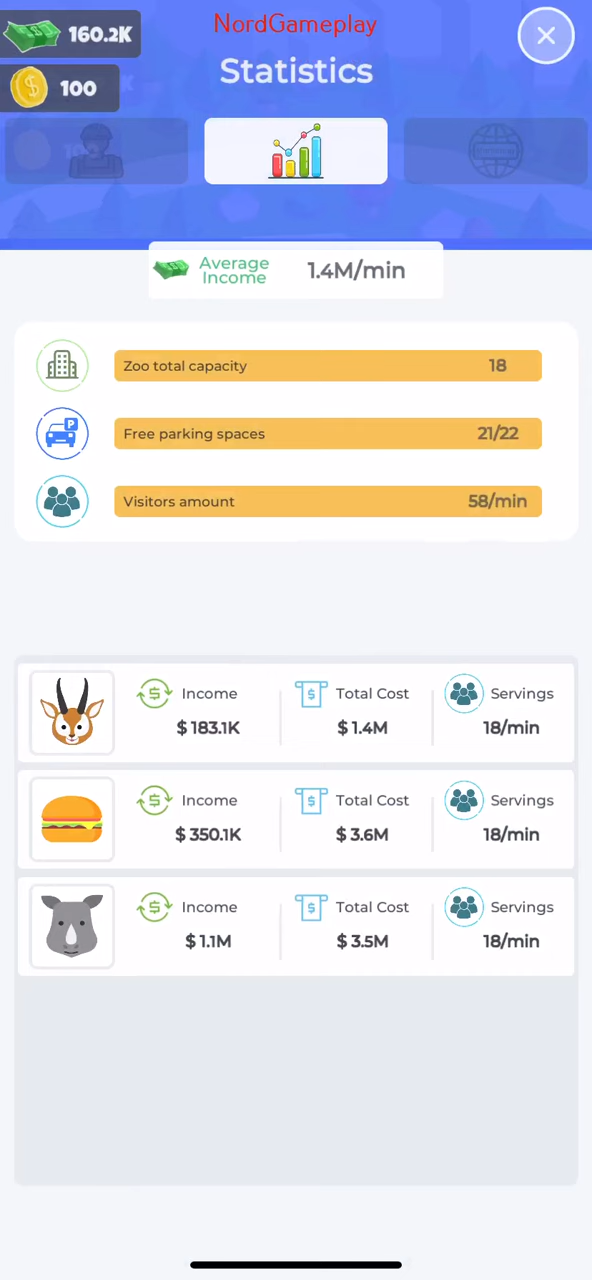 160.2K
NordGameplay
100
Statistics
Average
Income
1.4M/min
Zoo total capacity
18
Free parking spaces
21/22
Visitors amount
58/min
Income
Total Cost
Servings
$ 183.1K
$ 1.4M
18/min
Income
Total Cost
Servings
$ 350.1K
$ 3.6M
18/min
Income
Total Cost
Servings
$ 1.1M
$ 3.5M
18/min